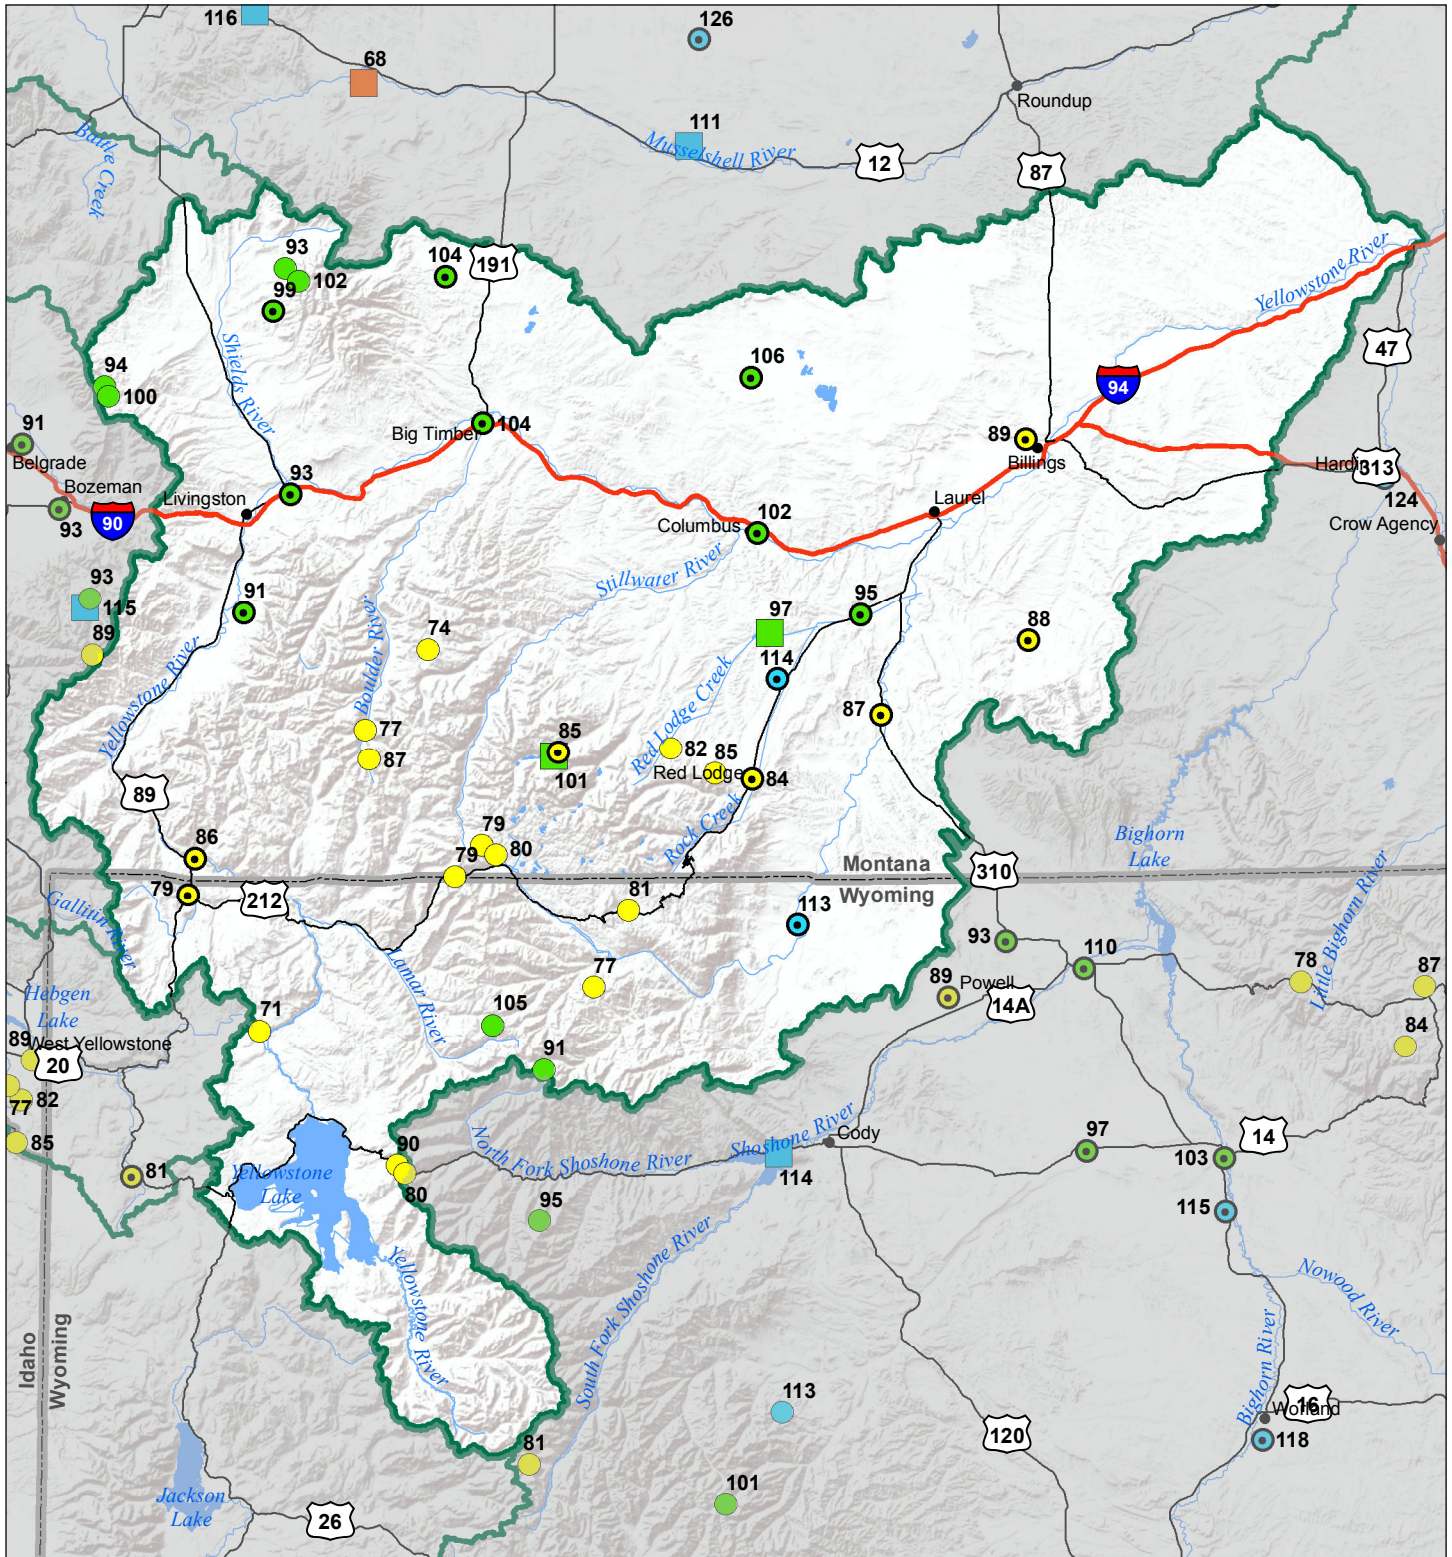 116
126
68
Roundup
111
Musselshell River
12
87
Battle
Creek
93
102
99
104
191
Yellowstone River
Shields River
47
94
100
106
94
91
Belgrade
Big Timber
104
89
Billings
Hardin
313
124
Bozeman
93
90
Livingston
93
Laurel
Columbus
102
Crow Agency
Stillwater River
93
115
89
91
Boulder River
74
97
95
88
114
Yellowstone River
Red Lodge Creek
77
87
85
101
82
85
Red Lodge
84
87
89
Rock Creek
79
80
79
86
79
212
Montana
Wyoming
310
Bighorn
Lake
Little Bighorn River
Gallatin River
81
113
93
110
Lamar River
77
89
Powell
14A
78
87
84
Hebgen
Lake
71
105
91
89
West Yellowstone
20
77
82
85
81
90
80
Yellowstone
Lake
North Fork Shoshone River
Shoshone River
Cody
114
97
14
103
115
95
Yellowstone River
South Fork Shoshone River
Nowood River
Bighorn River
Idaho
Wyoming
113
16
Worland
118
120
81
101
Jackson
Lake
26